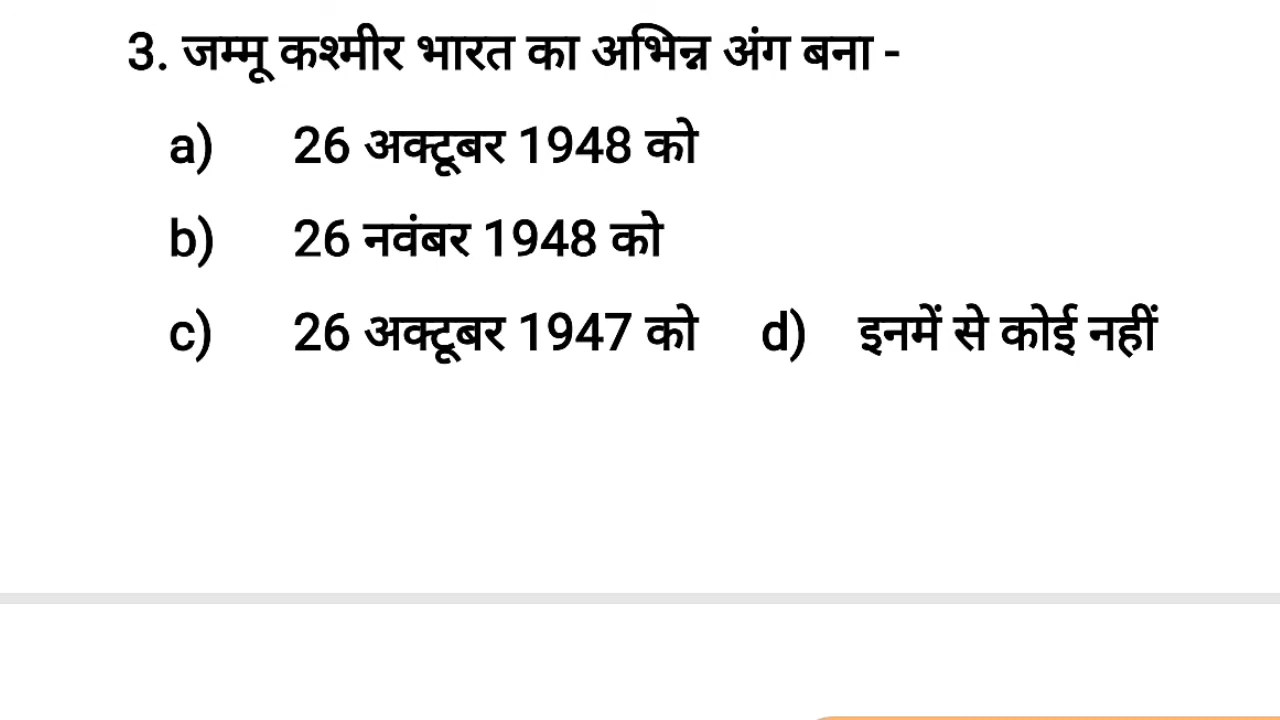 3. जम्मू कश्मीर भारत का अभिन्न अंग बना -
a) 26 अक्टूबर 1948 को
b) 26 नवंबर 1948 को
c) 26 अक्टूबर 1947 को d) इनमें से कोई नहीं